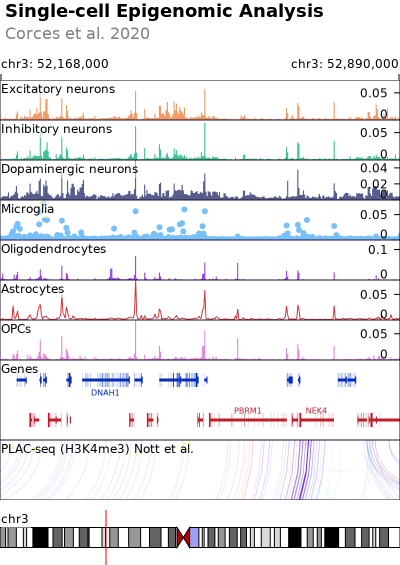 Single-cell Epigenomic Analysis
Corces et al. 2020
chr3: 52,168,000 chr3: 52,890,000
Excitatory neurons 0.05
0
Inhibitory neurons 0.05
0
Dopaminergic neurons 0.04
0.02
0
Microglia 0.05
0
Oligodendrocytes 0.1
0
Astrocytes 0.05
0
OPCs 0.05
0
Genes
DNAH1
PBRM1 NEK4
PLAC-seq (H3K4me3) Nott et al.
chr3